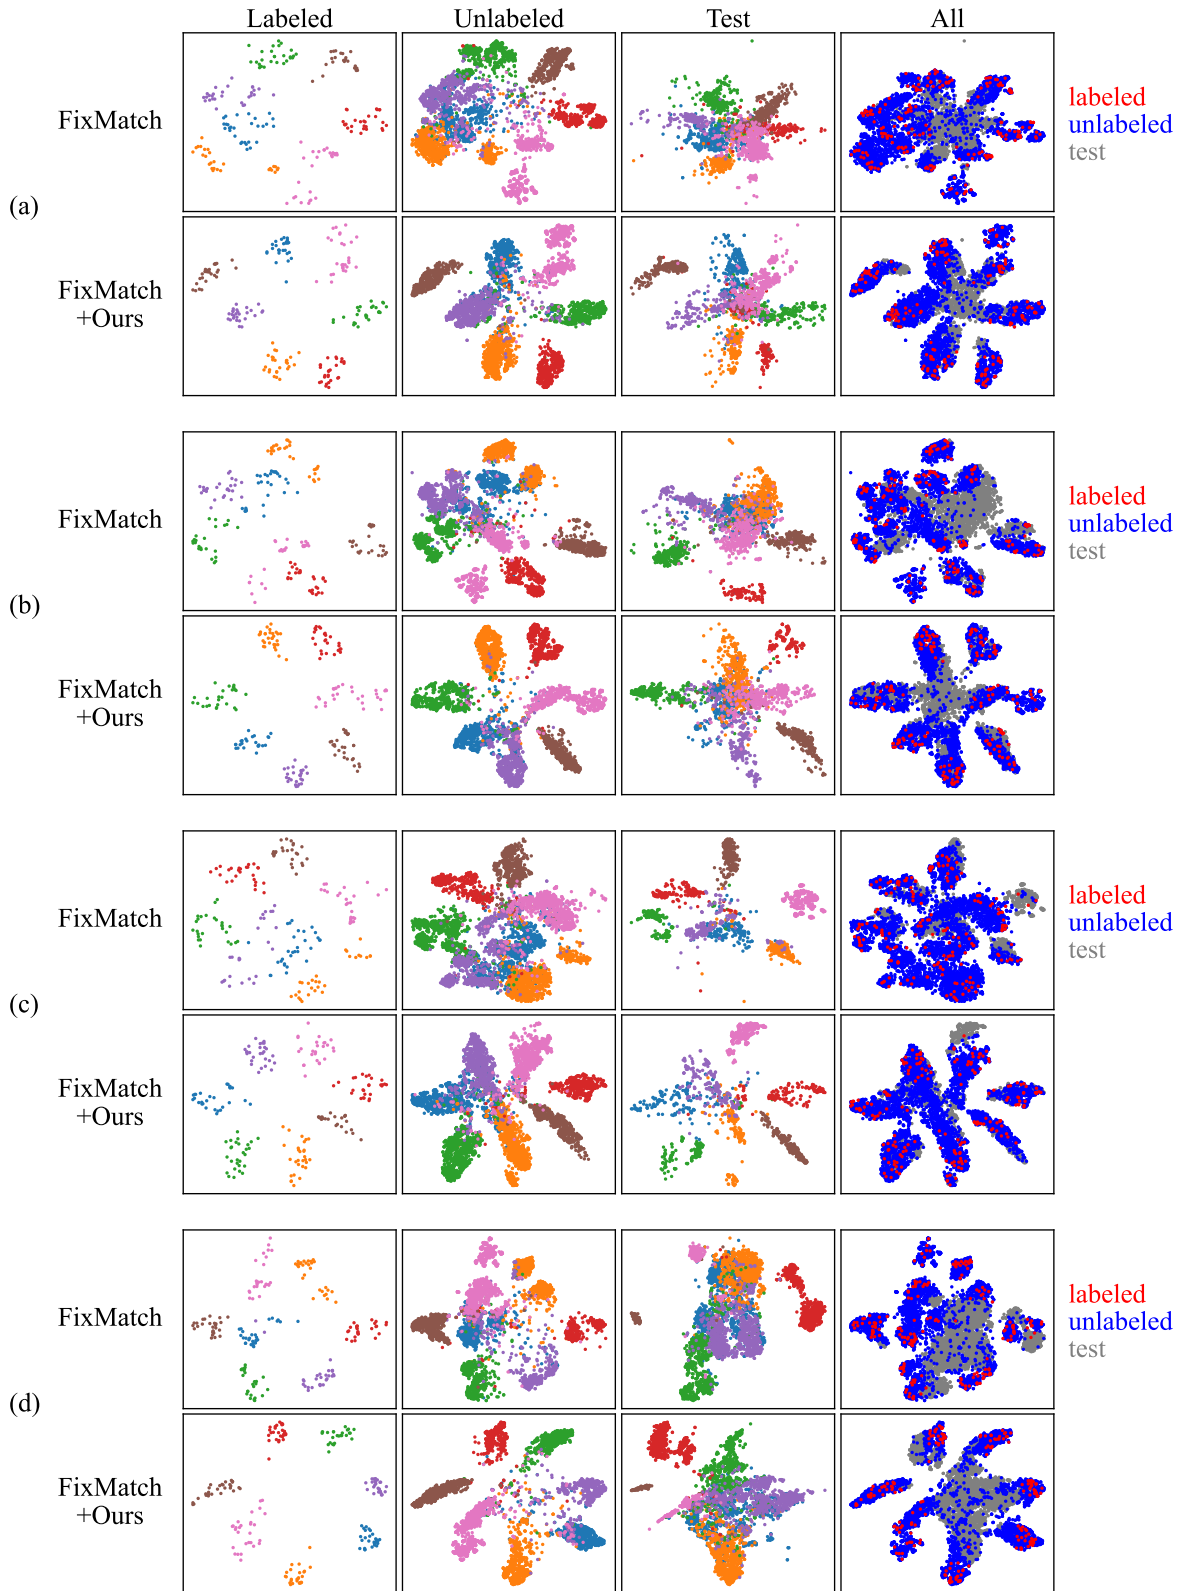 Labeled Unlabeled Test All
FixMatch
labeled
unlabeled
test
(a)
FixMatch
+Ours
FixMatch
labeled
unlabeled
test
(b)
FixMatch
+Ours
FixMatch
labeled
unlabeled
test
(c)
FixMatch
+Ours
FixMatch
labeled
unlabeled
test
(d)
FixMatch
+Ours